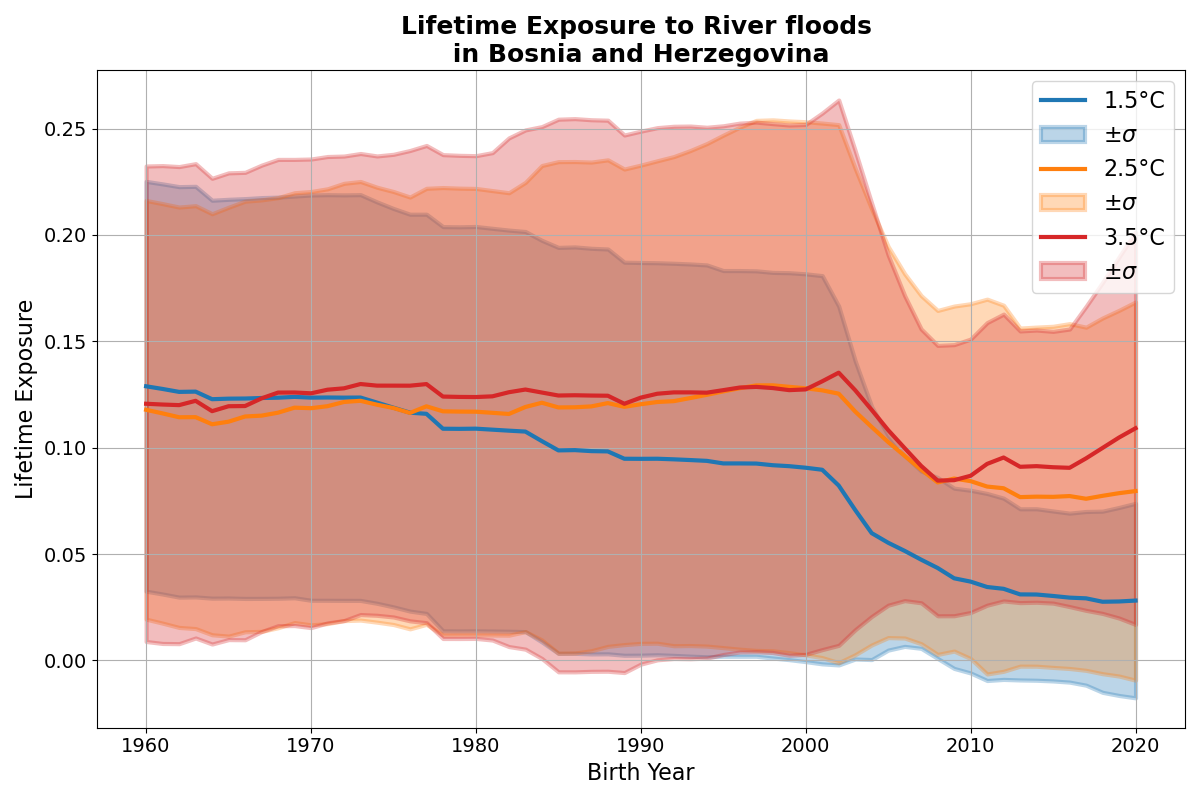 Lifetime Exposure to River floods
in Bosnia and Herzegovina
Lifetime Exposure
0.25
0.20
0.15
0.10
0.05
0.00
1.5°C
±σ
2.5°C
±σ
3.5°C
±σ
1960 1970 1980 1990 2000 2010 2020
Birth Year